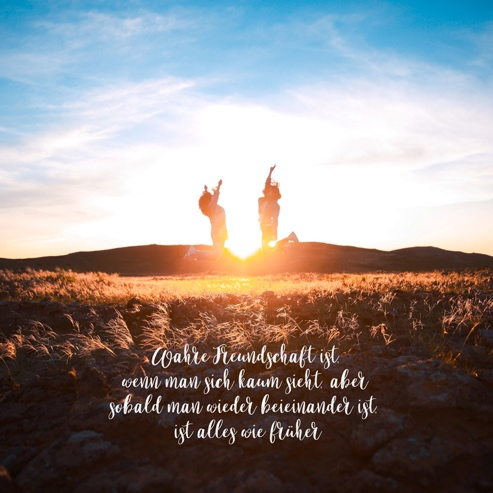 Wahre Freundschaft ist,
wenn man sich kaum sieht, aber
sobald man wieder beieinander ist,
ist alles wie früher